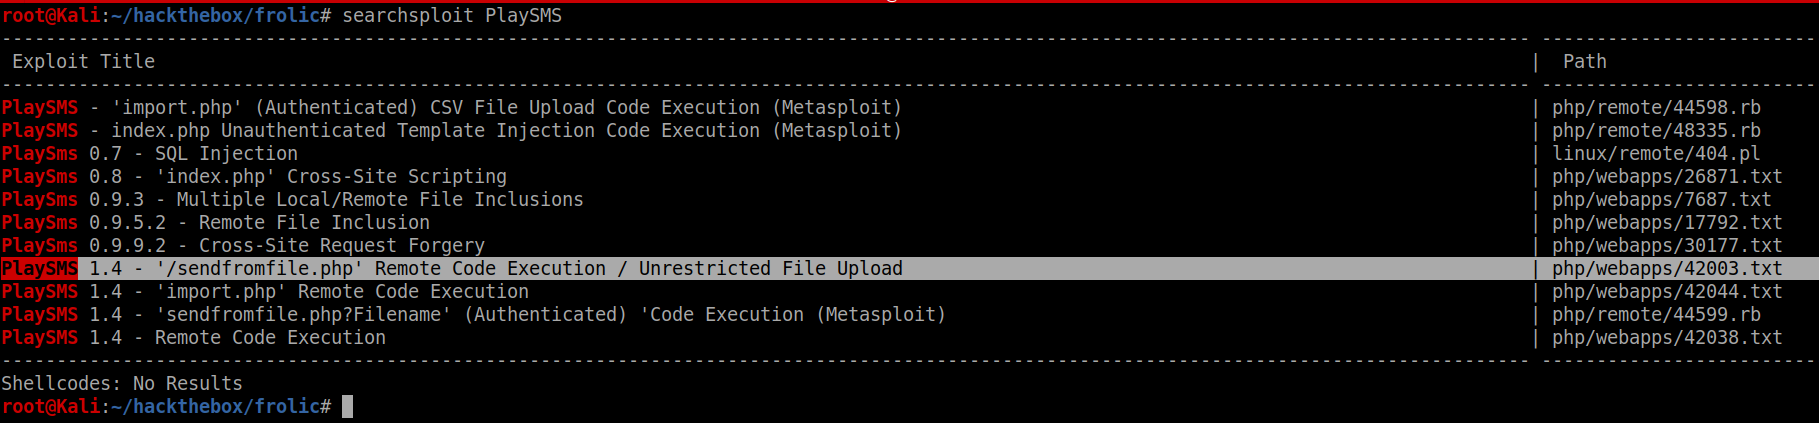 root@Kali:~/hackthebox/frolic# searchsploit PlaySMS
---------------------------------------------------------------------------------------------------------------------------------------- ---------------------------------
 Exploit Title | Path
---------------------------------------------------------------------------------------------------------------------------------------- ---------------------------------
PlaySMS - 'import.php' (Authenticated) CSV File Upload Code Execution (Metasploit) | php/remote/44598.rb
PlaySMS - index.php Unauthenticated Template Injection Code Execution (Metasploit) | php/remote/48335.rb
PlaySms 0.7 - SQL Injection | linux/remote/404.pl
PlaySms 0.8 - 'index.php' Cross-Site Scripting | php/webapps/26871.txt
PlaySms 0.9.3 - Multiple Local/Remote File Inclusions | php/webapps/7687.txt
PlaySms 0.9.5.2 - Remote File Inclusion | php/webapps/17792.txt
PlaySms 0.9.9.2 - Cross-Site Request Forgery | php/webapps/30177.txt
PlaySMS 1.4 - '/sendfromfile.php' Remote Code Execution / Unrestricted File Upload | php/webapps/42003.txt
PlaySMS 1.4 - 'import.php' Remote Code Execution | php/webapps/42044.txt
PlaySMS 1.4 - 'sendfromfile.php?Filename' (Authenticated) 'Code Execution (Metasploit) | php/remote/44599.rb
PlaySMS 1.4 - Remote Code Execution | php/webapps/42038.txt
---------------------------------------------------------------------------------------------------------------------------------------- ---------------------------------
Shellcodes: No Results
root@Kali:~/hackthebox/frolic#